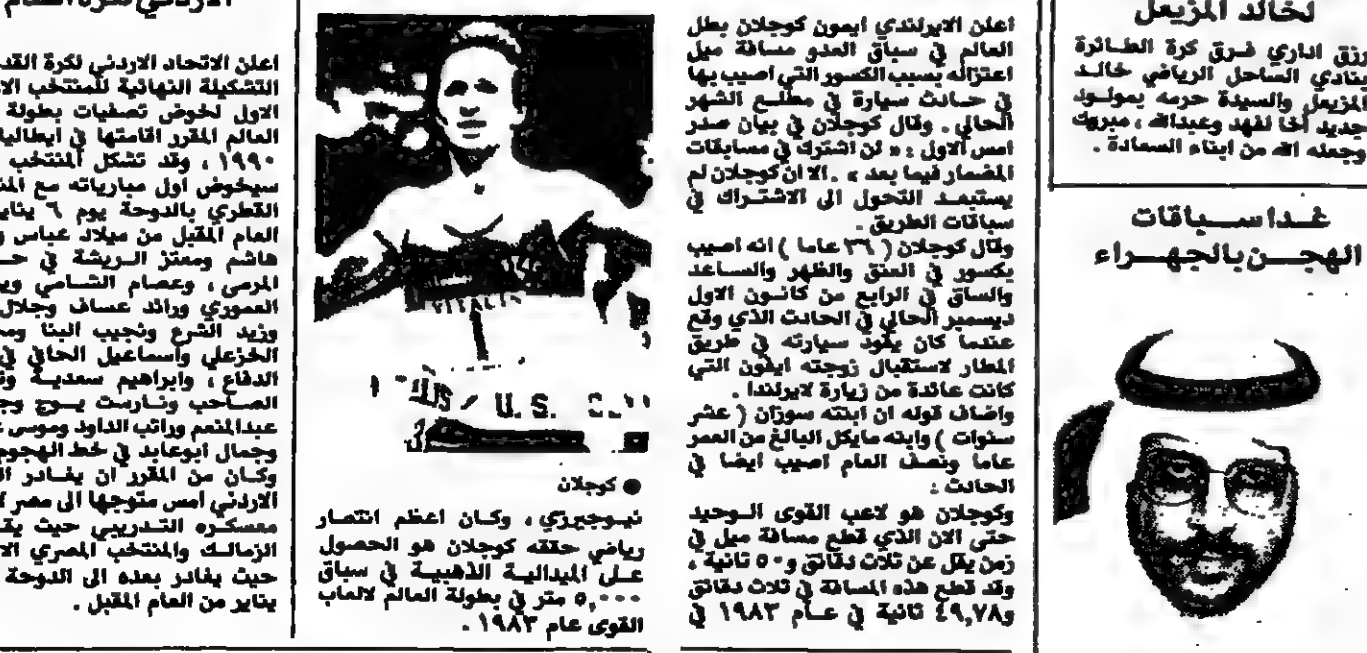 لخالد المزيعل
رزق اداري فرق كرة الطائرة
بنادي الساحل الرياضي خالد
المزيعل والسيدة حرمه بمولود
جديد أخا لفهد وعبدالله ، مبروك
وجعله الله من ابناء السعادة .
غدا سباقات
الهجن بالجهراء
اعلن الايرلندي ايمون كوجلان بطل
العالم في سباق العدو مسافة ميل
اعتزاله بسبب الكسور التي اصيب بها
في حادث سيارة في مطلع الشهر
الحالي . وقال كوجلان في بيان صدر
امس الاول : « لن اشترك في مسابقات
المضمار فيما بعد » . الا ان كوجلان لم
يستبعد التحول الى الاشتراك في
سباقات الطريق .
وقال كوجلان ( ٣٦ عاما ) انه اصيب
بكسور في العنق والظهر والساعد
والساق في الرابع من كانون الاول
ديسمبر الحالي في الحادث الذي وقع
عندما كان يقود سيارته في طريق
المطار لاستقبال زوجته ايفون التي
كانت عائدة من زيارة لايرلندا .
واضاف قوله ان ابنته سوزان ( عشر
سنوات ) وابنه مايكل البالغ من العمر
عاما ونصف العام اصيب ايضا في
الحادث :
وكوجلان هو لاعب القوى الوحيد
حتى الان الذي قطع مسافة ميل في
زمن يقل عن ثلاث دقائق و٥٠ ثانية ،
وقد قطع هذه المسافة في ثلاث دقائق
و٤٩,٧٨ ثانية في عام ١٩٨٣ في
U. S.
● كوجلان
نيوجيرزي ، وكان اعظم انتصار
رياضي حققه كوجلان هو الحصول
على الميدالية الذهبية في سباق
٥,٠٠٠ متر في بطولة العالم لالعاب
القوى عام ١٩٨٣ .
اعلن الاتحاد الاردني لكرة القد
التشكيلة النهائية للمنتخب الا
الاول لخوض تصفيات بطولة
العالم المقرر اقامتها في ايطاليا
١٩٩٠ ، وقد تشكل المنتخب
سيخوض اول مبارياته مع المن
القطري بالدوحة يوم ٦ يناير
العام المقبل من ميلاد عباس و
هاشم ومعتز الريشة في حـ
المرمى ، وعصام الشامي ويو
العموري ورائد عساف وجلال
وزيد الشرع ونجيب البنا ومح
الخزعلي واسماعيل الحافي في
الدفاع ، وابراهيم سعدية و
الصاحب ونارست يدج وج
عبدالمنعم وراتب الداود وموسى ع
وجمال ابوعابد في خط الهجوم
وكان من المقرر ان يغادر ال
الاردني امس متوجها الى مصر
معسكره التدريبي حيث يق
الزمالك والمنتخب المصري الا
حيث يغادر بعده الى الدوحة
يناير من العام المقبل .